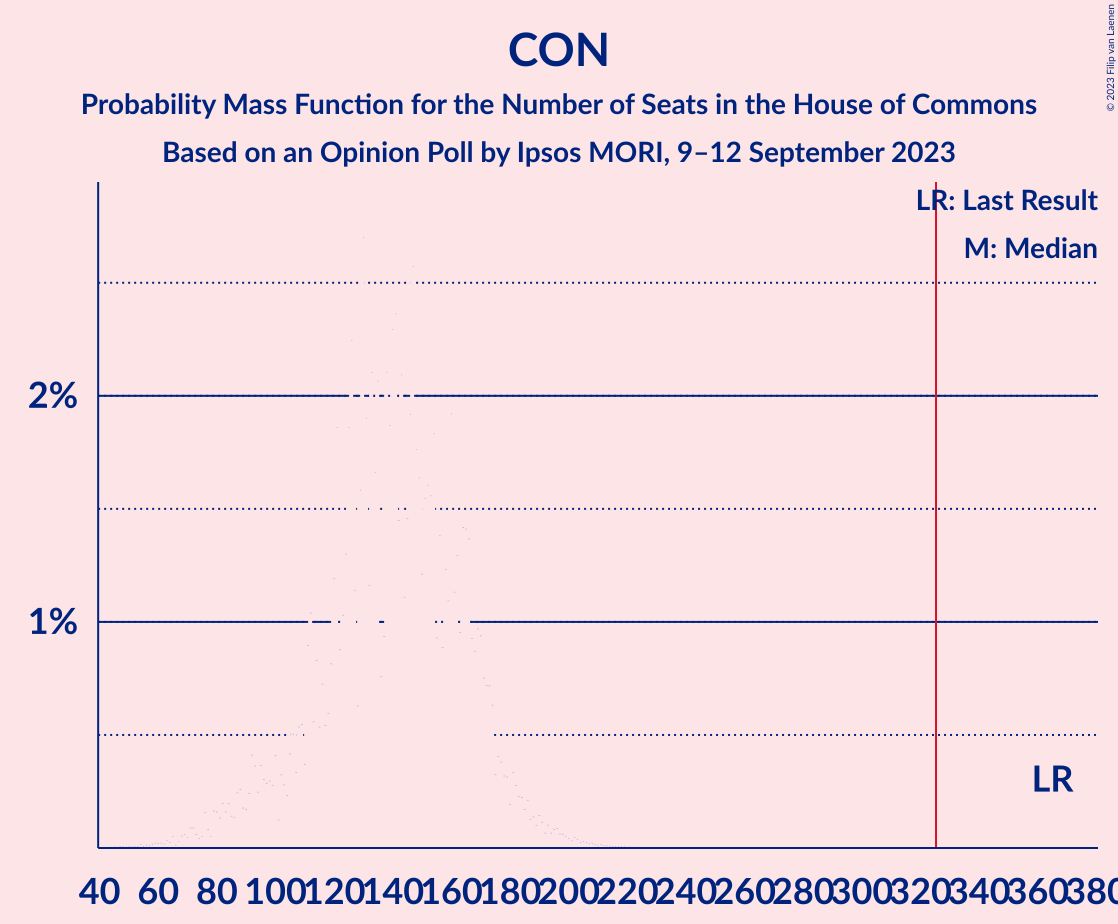 CON
Probability Mass Function for the Number of Seats in the House of Commons
Based on an Opinion Poll by Ipsos MORI, 9–12 September 2023
© 2023 Filip van Laenen
LR: Last Result
M: Median
2%
1%
LR
40 60 80 100 120 140 160 180 200 220 240 260 280 300 320 340 360 380